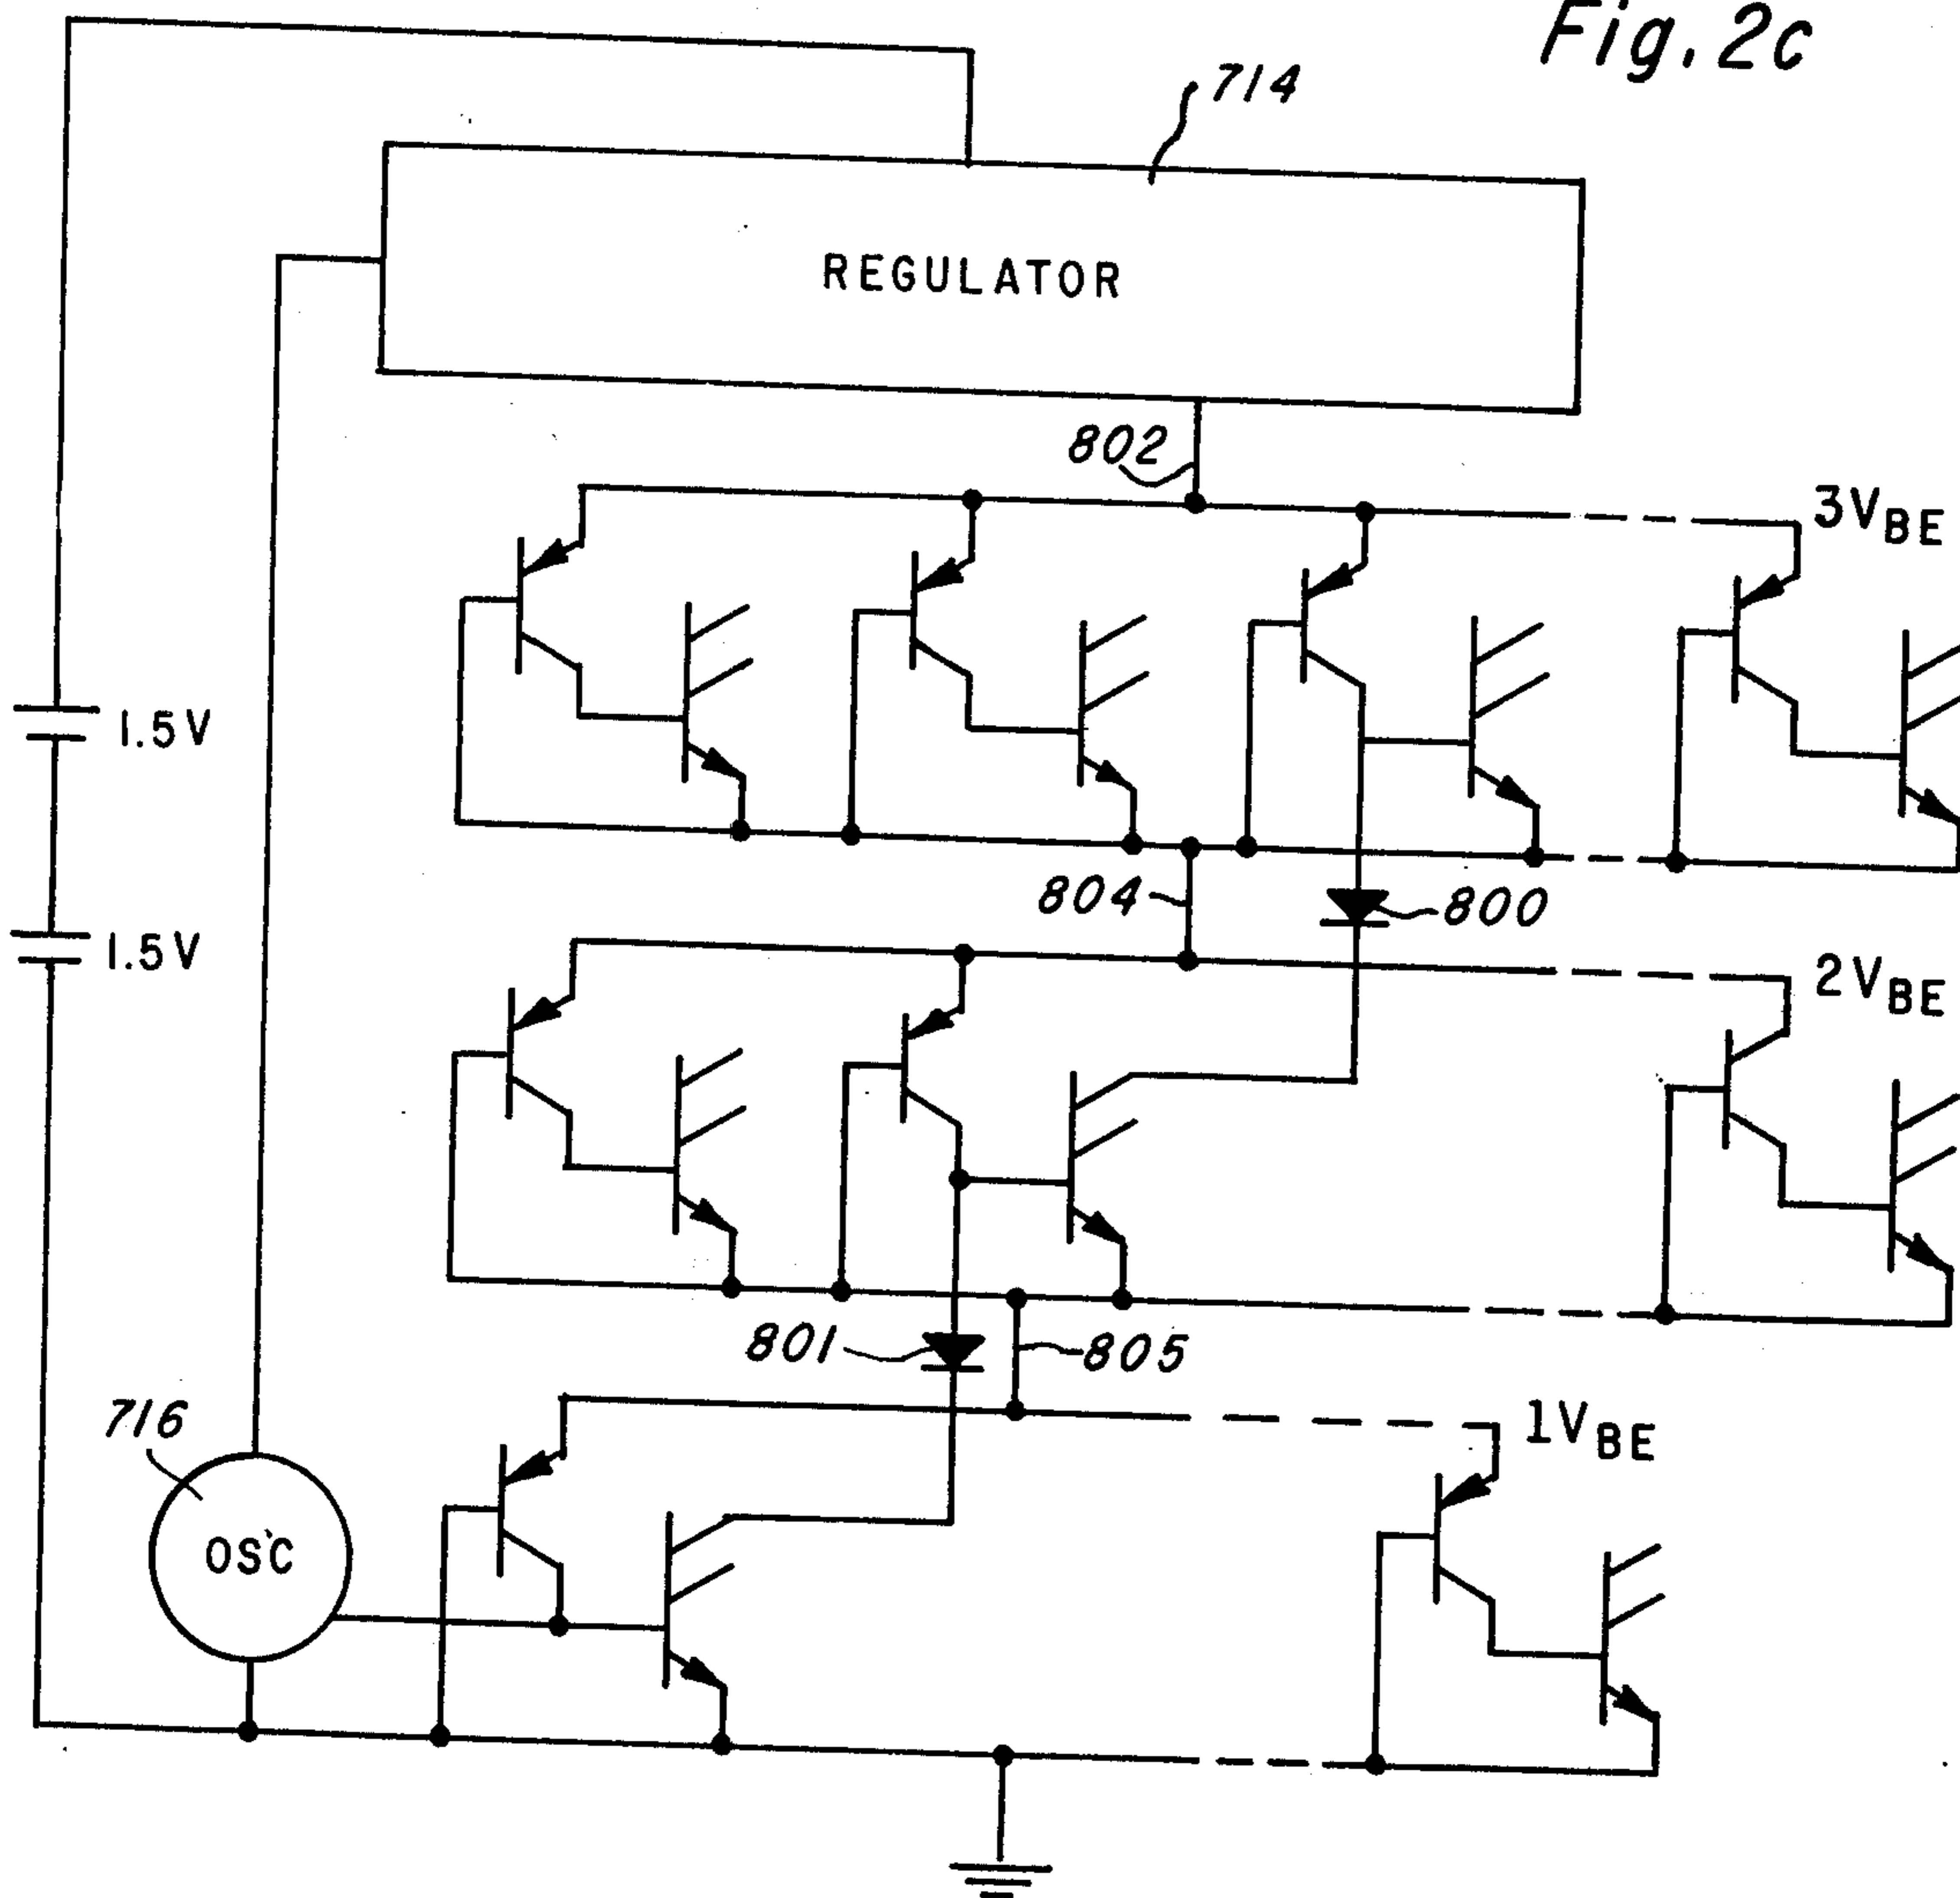 Fig. 2c
714
REGULATOR
802
3VBE
1.5V
804
800
1.5V
2VBE
801
805
716
1VBE
OSC